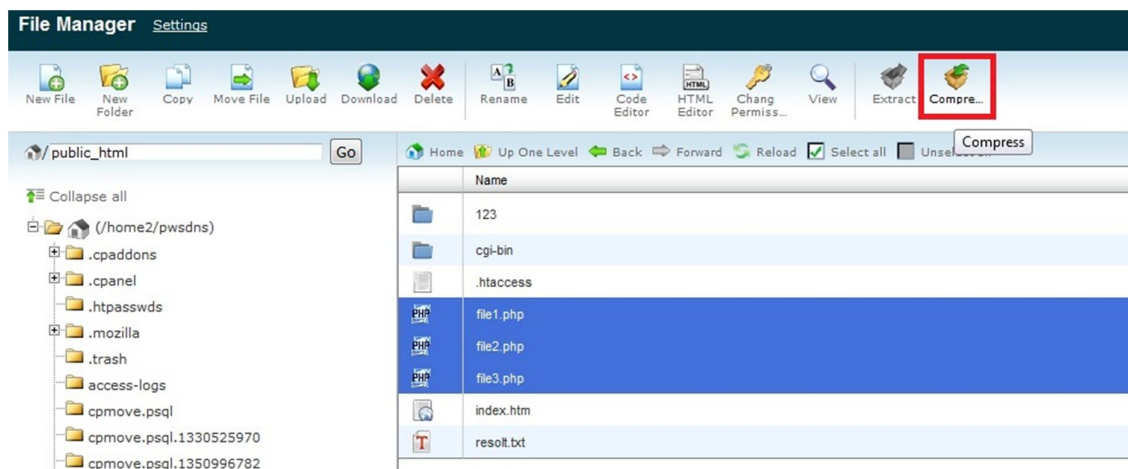 File Manager Settings
New File New Folder Copy Move File Upload Download Delete Rename Edit Code Editor HTML Editor Chang Permiss... View Extract Compre...
/ public_html Go
Home Up One Level Back Forward Reload Select all
Compress
Collapse all
Name
(/home2/pwsdns)
123
.cpaddons
cgi-bin
.cpanel
.htaccess
.htpasswds
file1.php
.mozilla
file2.php
.trash
file3.php
access-logs
cpmove.psql
index.htm
cpmove.psql.1330525970
resolt.txt
cpmove.psql.1350996782